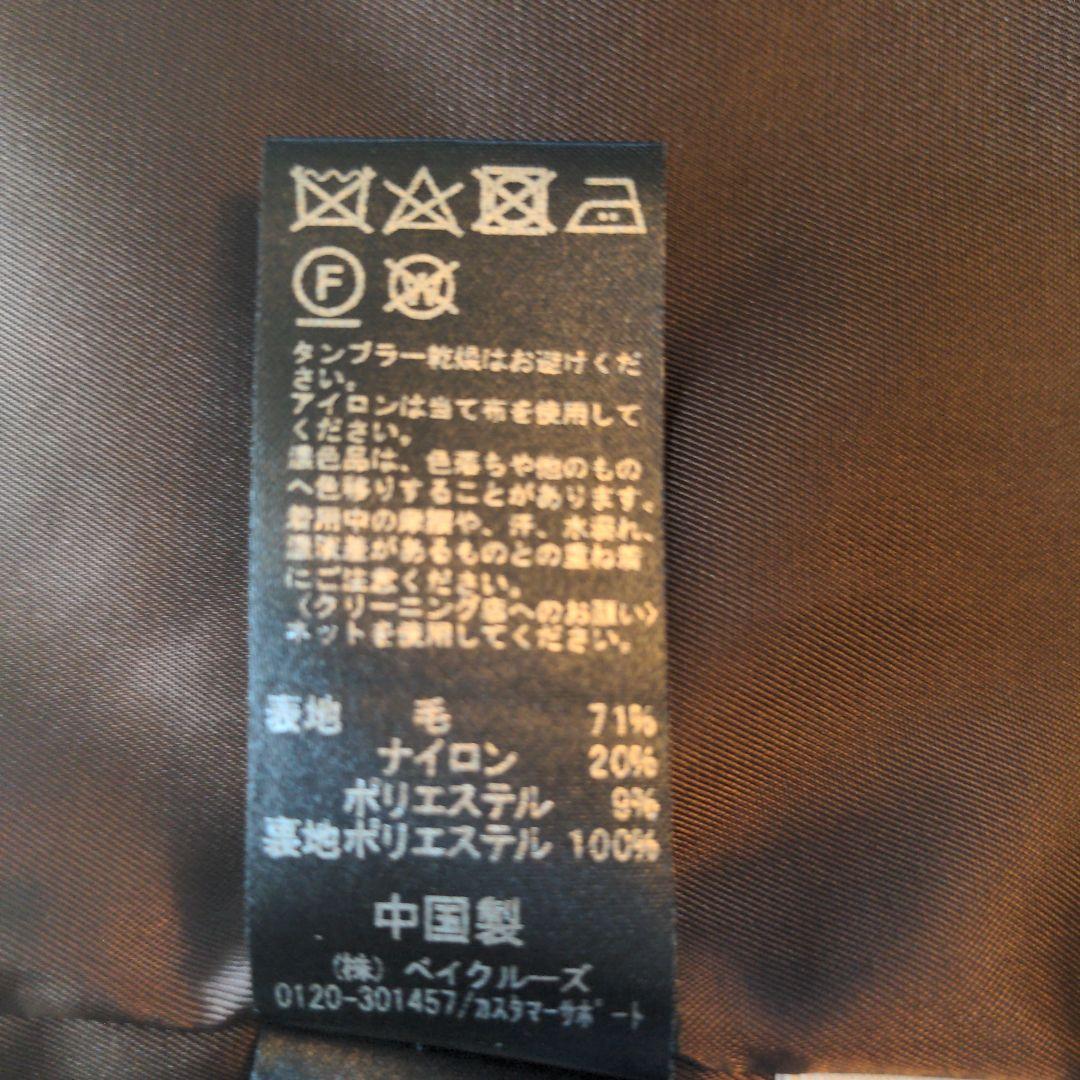 F W
タンブラー乾燥はお避けくだ
さい。
アイロンは当て布を使用して
ください。
濃色品は、色落ちや他のもの
へ色移りすることがあります。
着用中の摩擦や、汗、水濡れ、
濃淡差があるものとの重ね着
にご注意ください。
〈クリーニング店へのお願い〉
ネットを使用してください。
表地 毛 71%
ナイロン 20%
ポリエステル 9%
裏地ポリエステル 100%
中国製
(株) ベイクルーズ
0120-301457/カスタマーサポート